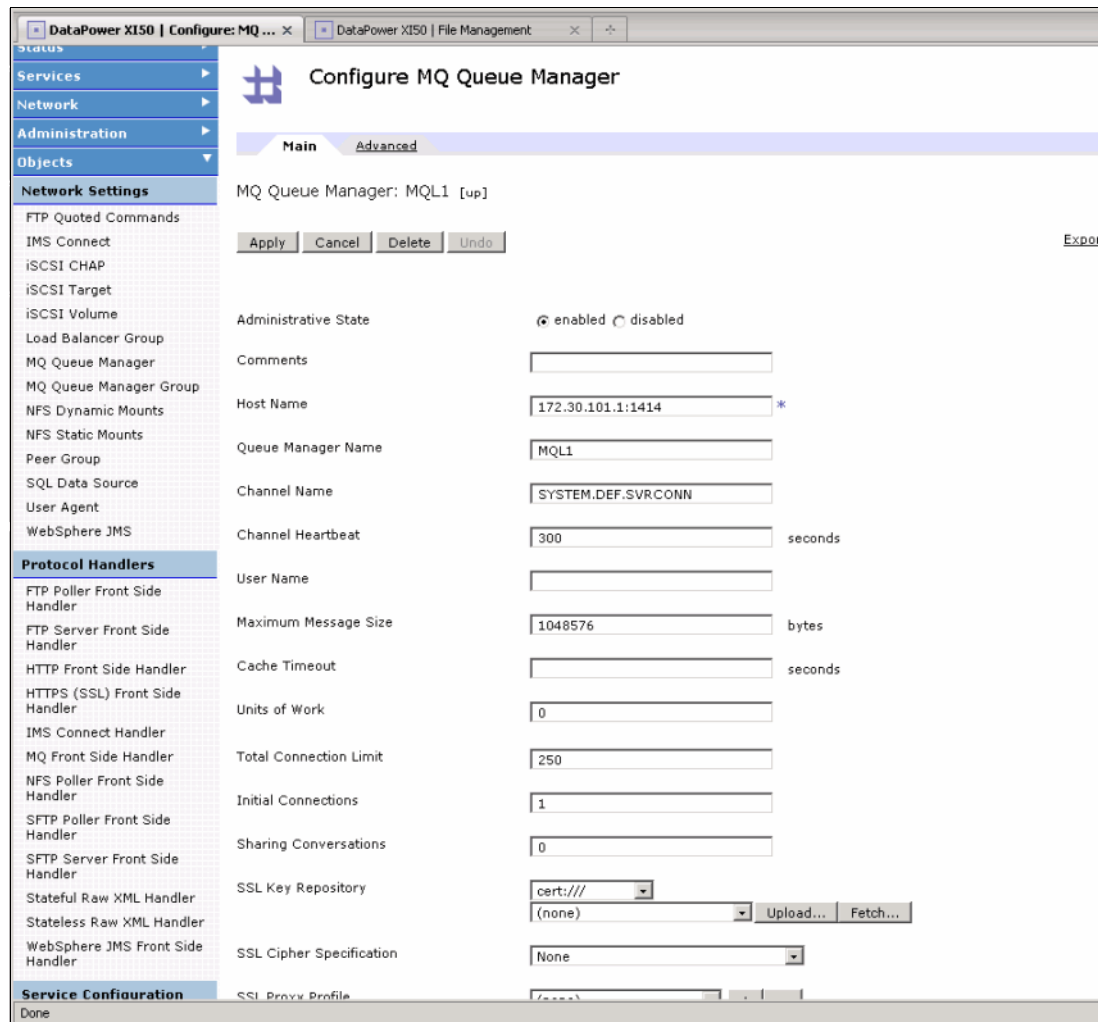 DataPower XI50 | Configure: MQ ... ×
DataPower XI50 | File Management ×
Status
Services
Network
Administration
Objects
Network Settings
FTP Quoted Commands
IMS Connect
iSCSI CHAP
iSCSI Target
iSCSI Volume
Load Balancer Group
MQ Queue Manager
MQ Queue Manager Group
NFS Dynamic Mounts
NFS Static Mounts
Peer Group
SQL Data Source
User Agent
WebSphere JMS
Protocol Handlers
FTP Poller Front Side
Handler
FTP Server Front Side
Handler
HTTP Front Side Handler
HTTPS (SSL) Front Side
Handler
IMS Connect Handler
MQ Front Side Handler
NFS Poller Front Side
Handler
SFTP Poller Front Side
Handler
SFTP Server Front Side
Handler
Stateful Raw XML Handler
Stateless Raw XML Handler
WebSphere JMS Front Side
Handler
Service Configuration
Configure MQ Queue Manager
Main Advanced
MQ Queue Manager: MQL1 [up]
Apply Cancel Delete Undo
Expor
Administrative State enabled disabled
Comments
Host Name 172.30.101.1:1414 *
Queue Manager Name MQL1
Channel Name SYSTEM.DEF.SVRCONN
Channel Heartbeat 300 seconds
User Name
Maximum Message Size 1048576 bytes
Cache Timeout seconds
Units of Work 0
Total Connection Limit 250
Initial Connections 1
Sharing Conversations 0
SSL Key Repository cert:///
(none) Upload... Fetch...
SSL Cipher Specification None
SSL Proxy Profile (none)
Done